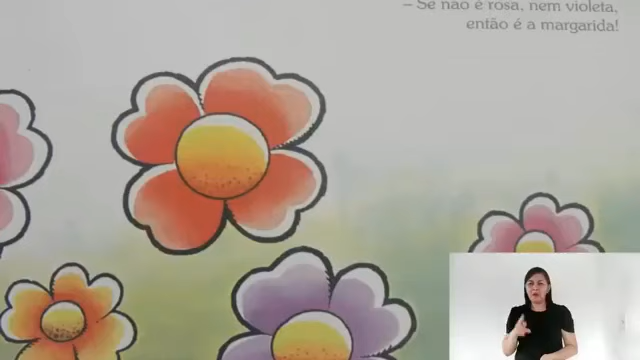 – Se não é rosa, nem violeta,
então é a margarida!